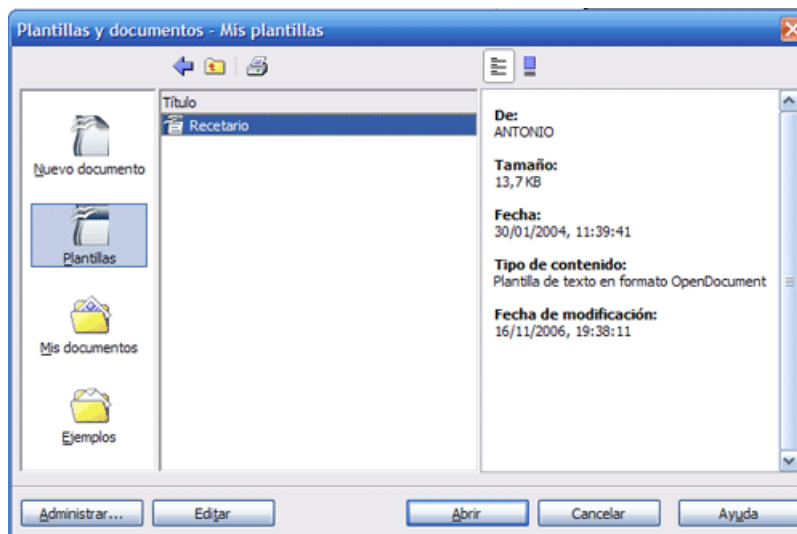 Plantillas y documentos - Mis plantillas
Nuevo documento
Plantillas
Mis documentos
Ejemplos
Título
Recetario
De:
ANTONIO
Tamaño:
13,7 KB
Fecha:
30/01/2004, 11:39:41
Tipo de contenido:
Plantilla de texto en formato OpenDocument
Fecha de modificación:
16/11/2006, 19:38:11
Administrar... Editar Abrir Cancelar Ayuda